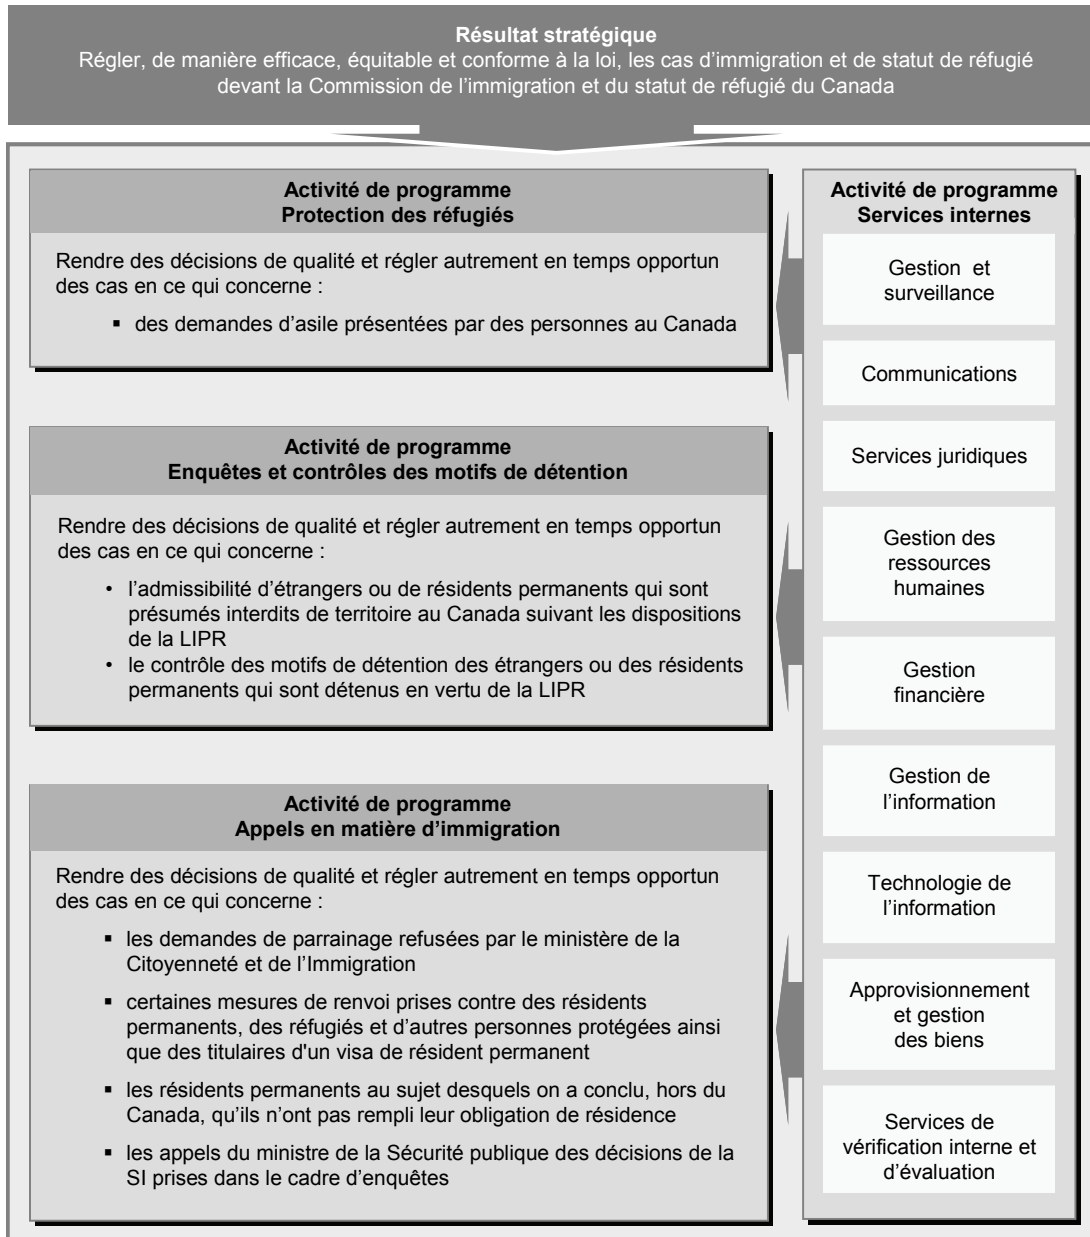 Résultat stratégique
Régler, de manière efficace, équitable et conforme à la loi, les cas d’immigration et de statut de réfugié
devant la Commission de l’immigration et du statut de réfugié du Canada
Activité de programme
Protection des réfugiés
Rendre des décisions de qualité et régler autrement en temps opportun
des cas en ce qui concerne :
▪ des demandes d’asile présentées par des personnes au Canada
Activité de programme
Enquêtes et contrôles des motifs de détention
Rendre des décisions de qualité et régler autrement en temps opportun
des cas en ce qui concerne :
• l’admissibilité d’étrangers ou de résidents permanents qui sont
présumés interdits de territoire au Canada suivant les dispositions
de la LIPR
• le contrôle des motifs de détention des étrangers ou des résidents
permanents qui sont détenus en vertu de la LIPR
Activité de programme
Appels en matière d’immigration
Rendre des décisions de qualité et régler autrement en temps opportun
des cas en ce qui concerne :
▪ les demandes de parrainage refusées par le ministère de la
Citoyenneté et de l’Immigration
▪ certaines mesures de renvoi prises contre des résidents
permanents, des réfugiés et d’autres personnes protégées ainsi
que des titulaires d'un visa de résident permanent
▪ les résidents permanents au sujet desquels on a conclu, hors du
Canada, qu’ils n’ont pas rempli leur obligation de résidence
▪ les appels du ministre de la Sécurité publique des décisions de la
SI prises dans le cadre d’enquêtes
Activité de programme
Services internes
Gestion et
surveillance
Communications
Services juridiques
Gestion des
ressources
humaines
Gestion
financière
Gestion de
l’information
Technologie de
l’information
Approvisionnement
et gestion
des biens
Services de
vérification interne et
d’évaluation